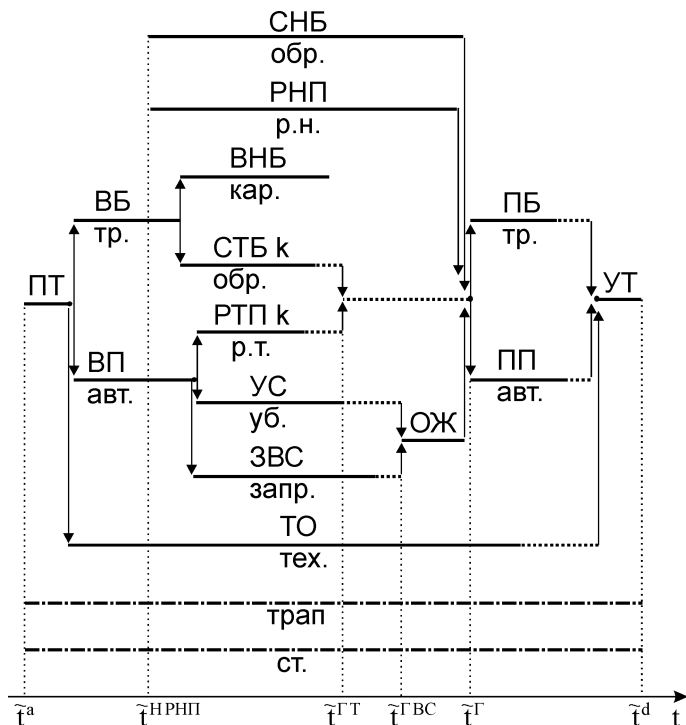 СНБ
обр.
РНП
р.н.
ВНБ
кар.
ВБ
тр.
ПБ
тр.
СТБ k
обр.
ПТ
УТ
РТП k
р.т.
ВП
авт.
ПП
авт.
УС
уб.
ОЖ
ЗВС
запр.
ТО
тех.
трап
ст.
t̃ᵃ t̃ᴴ ᴾᴿᴴᴾ t̃ᴳ ᵀ t̃ᴳ ᴮᶜ t̃ᴳ t̃ᵈ t